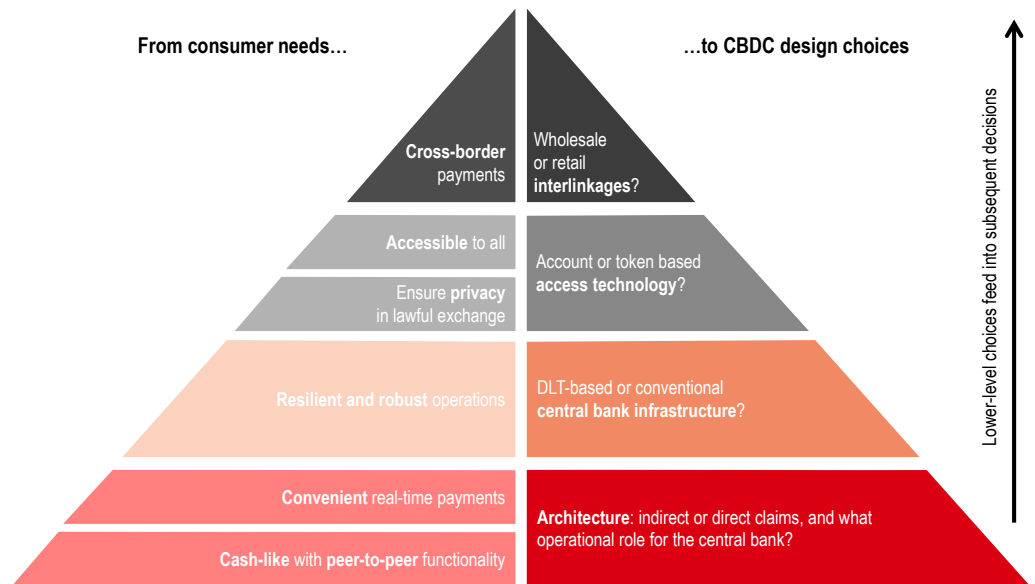 From consumer needs…
…to CBDC design choices
Cross-border
payments
Wholesale
or retail
interlinkages?
Accessible to all
Ensure privacy
in lawful exchange
Account or token based
access technology?
Resilient and robust operations
DLT-based or conventional
central bank infrastructure?
Convenient real-time payments
Cash-like with peer-to-peer functionality
Architecture: indirect or direct claims, and what
operational role for the central bank?
Lower-level choices feed into subsequent decisions